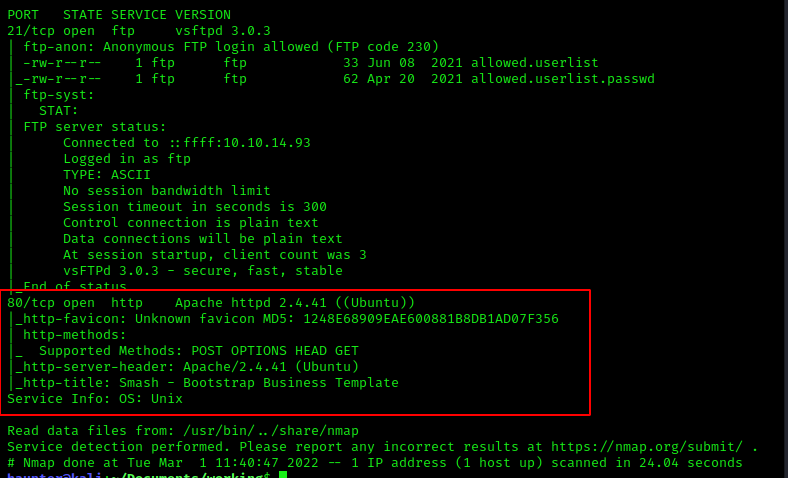 PORT   STATE SERVICE VERSION
21/tcp open  ftp     vsftpd 3.0.3
| ftp-anon: Anonymous FTP login allowed (FTP code 230)
| -rw-r--r--    1 ftp      ftp            33 Jun 08  2021 allowed.userlist
|_-rw-r--r--    1 ftp      ftp            62 Apr 20  2021 allowed.userlist.passwd
| ftp-syst:
|   STAT:
| FTP server status:
|      Connected to ::ffff:10.10.14.93
|      Logged in as ftp
|      TYPE: ASCII
|      No session bandwidth limit
|      Session timeout in seconds is 300
|      Control connection is plain text
|      Data connections will be plain text
|      At session startup, client count was 3
|      vsFTPd 3.0.3 - secure, fast, stable
|_End of status
80/tcp open  http    Apache httpd 2.4.41 ((Ubuntu))
|_http-favicon: Unknown favicon MD5: 1248E68909EAE600881B8DB1AD07F356
| http-methods:
|_  Supported Methods: POST OPTIONS HEAD GET
|_http-server-header: Apache/2.4.41 (Ubuntu)
|_http-title: Smash - Bootstrap Business Template
Service Info: OS: Unix
Read data files from: /usr/bin/../share/nmap
Service detection performed. Please report any incorrect results at https://nmap.org/submit/ .
# Nmap done at Tue Mar  1 11:40:47 2022 -- 1 IP address (1 host up) scanned in 24.04 seconds
haunter@kali:~/Documents/working$